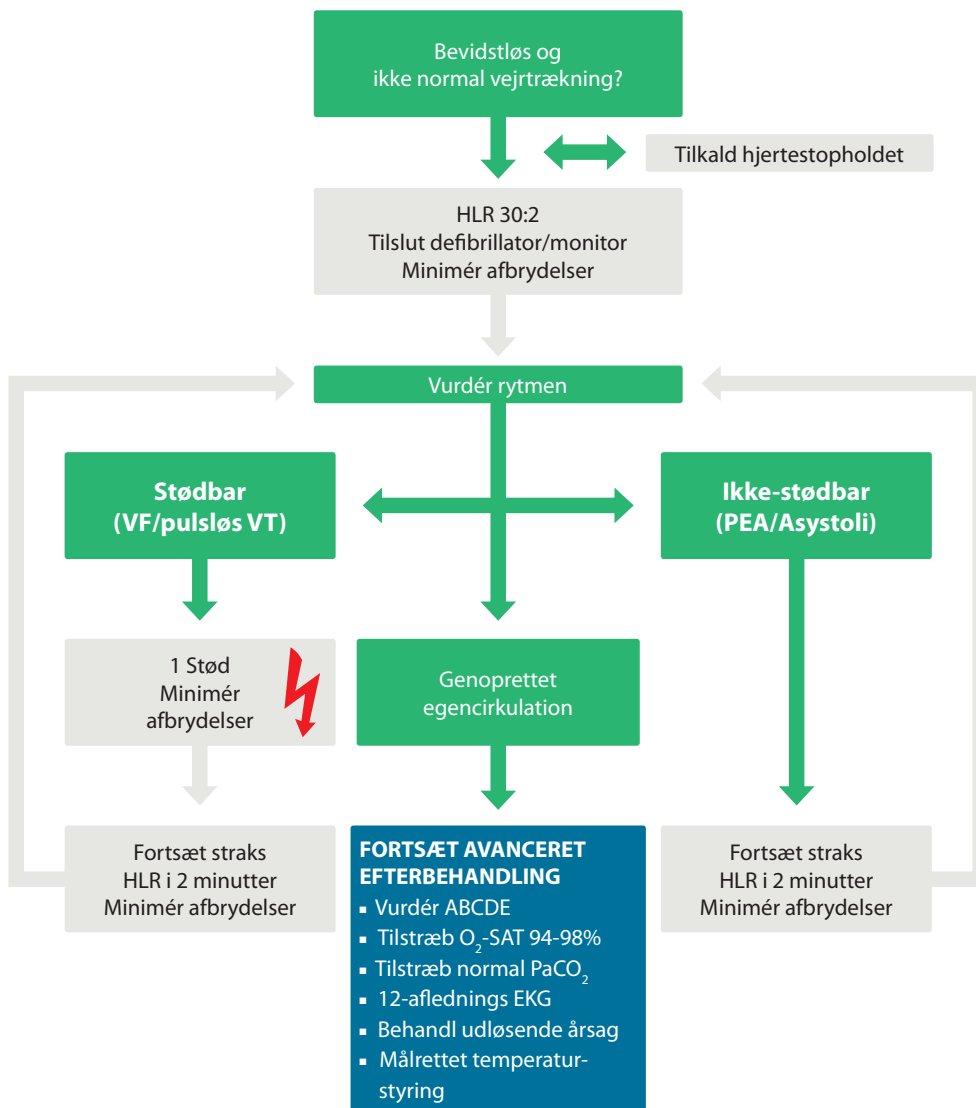 Bevidstløs og
ikke normal vejrtrækning?
Tilkald hjertestopholdet
HLR 30:2
Tilslut defibrillator/monitor
Minimér afbrydelser
Vurdér rytmen
Stødbar
(VF/pulsløs VT)
Ikke-stødbar
(PEA/Asystoli)
1 Stød
Minimér
afbrydelser
Genoprettet
egencirkulation
Fortsæt straks
HLR i 2 minutter
Minimér afbrydelser
FORTSÆT AVANCERET
EFTERBEHANDLING
▪ Vurdér ABCDE
▪ Tilstræb O₂-SAT 94-98%
▪ Tilstræb normal PaCO₂
▪ 12-aflednings EKG
▪ Behandl udløsende årsag
▪ Målrettet temperatur-
styring
Fortsæt straks
HLR i 2 minutter
Minimér afbrydelser